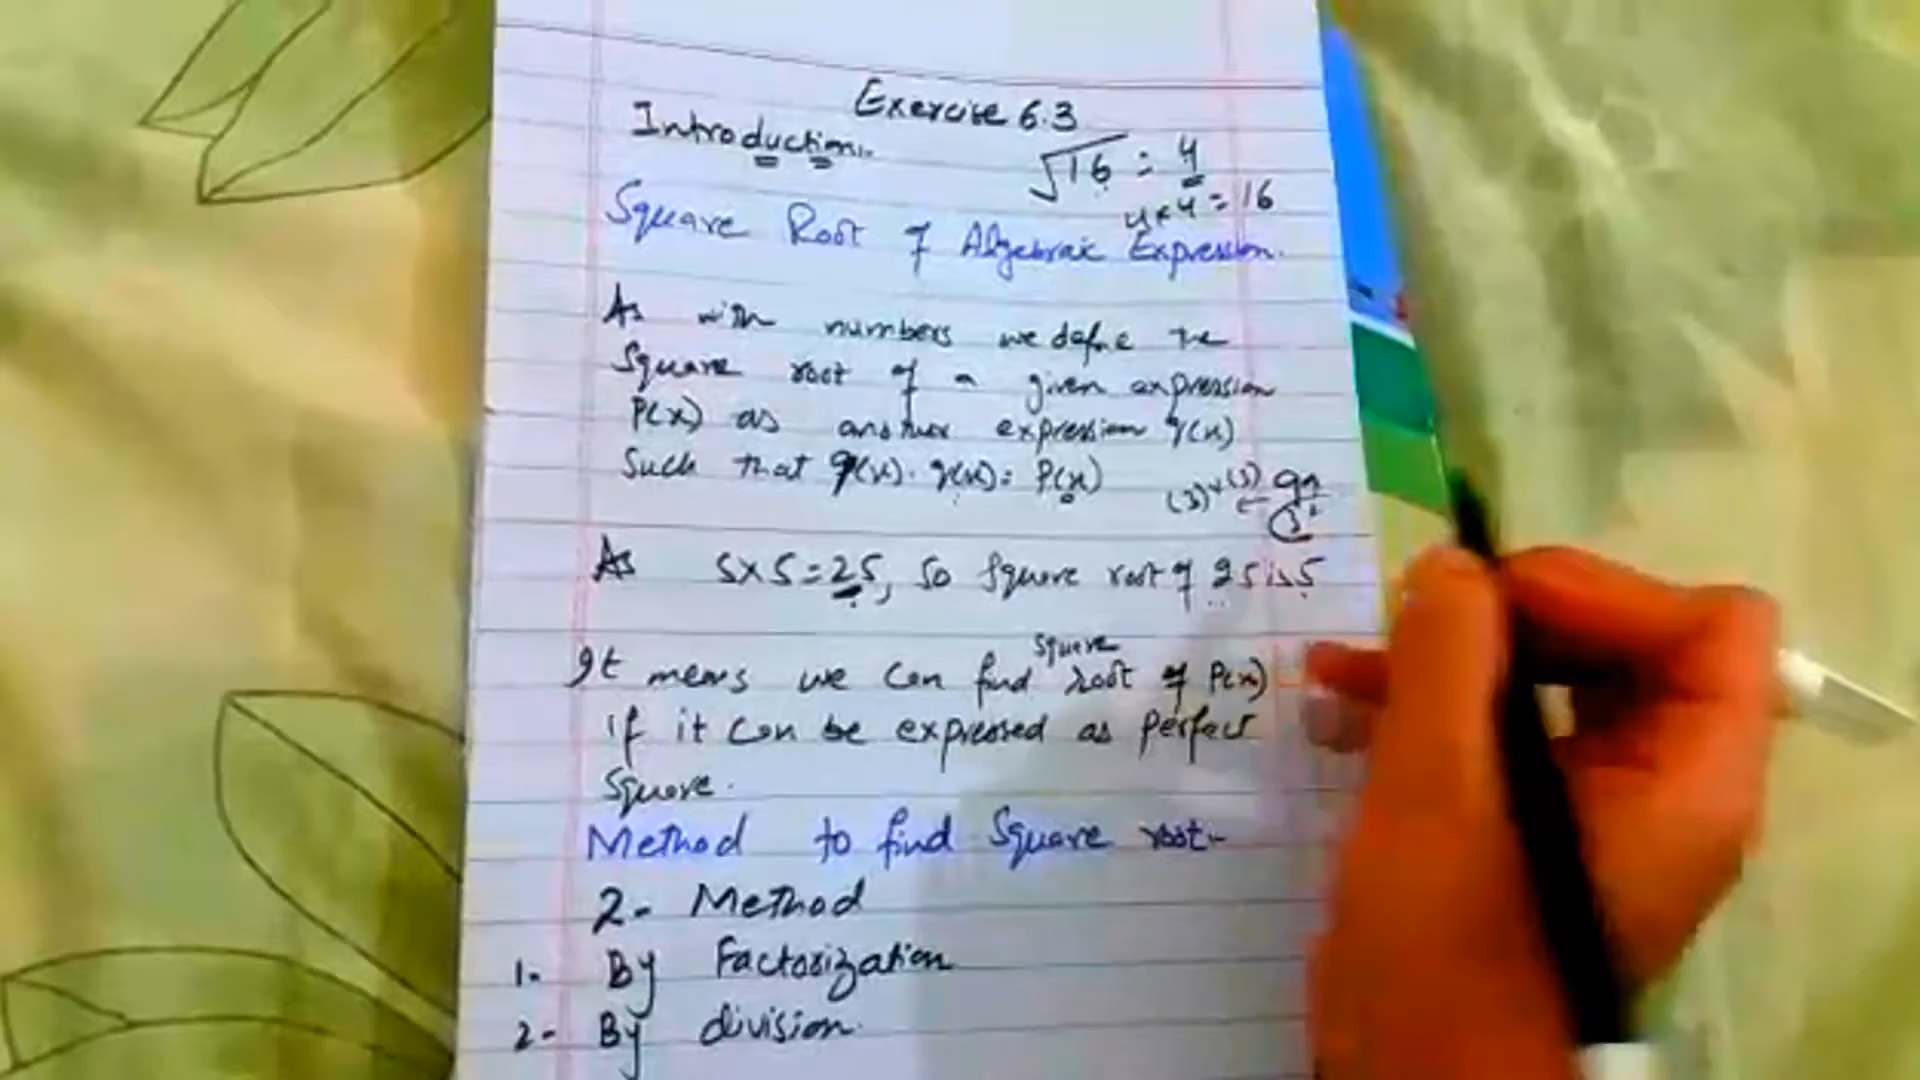 Exercise 6.3
Introduction.
√16 = 4
4×4 = 16
Square Root of Algebraic Expression.
As with numbers we define the
Square root of a given expression
P(x) as another expression q(x)
Such that q(x). q(x) = P(x)
(3)×(3)
As 5×5=25, So Square root of 25 is 5
It means we can find square root of P(x)
if it can be expressed as perfect
Square.
Method to find Square root-
2- Method
1- By Factorization
2- By division.